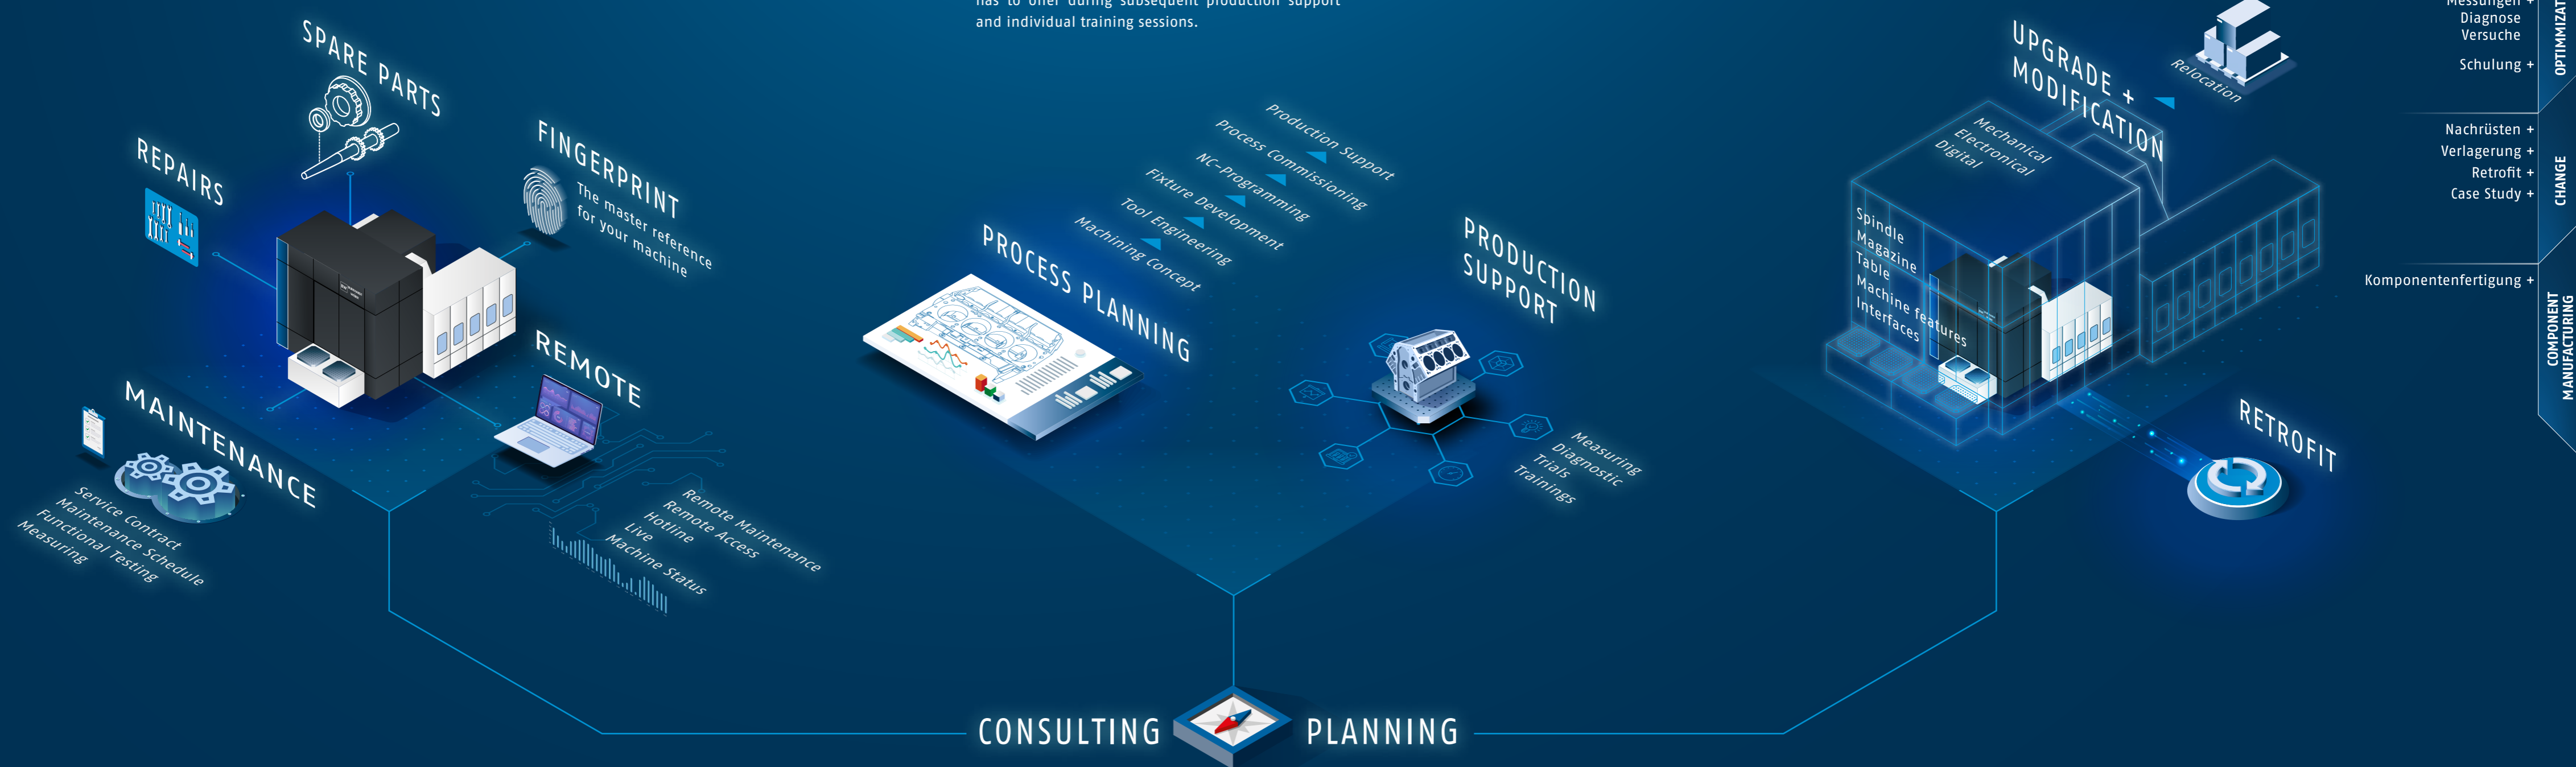 has to offer during subsequent production support
and individual training sessions.
SPARE PARTS
REPAIRS
FINGERPRINT
The master reference
for your machine
REMOTE
Remote Maintenance
Remote Access
Hotline
Live
Machine Status
MAINTENANCE
Service Contract
Maintenance Schedule
Functional Testing
Measuring
PROCESS PLANNING
Production Support
Process Commissioning
NC-Programming
Fixture Development
Tool Engineering
Machining Concept
PRODUCTION
SUPPORT
Measuring
Diagnostic
Trials
Trainings
UPGRADE +
MODIFICATION
Relocation
Mechanical
Electronical
Digital
Spindle
Magazine
Table
Machine features
Interfaces
RETROFIT
CONSULTING
PLANNING
Messungen +
Diagnose
Versuche
Schulung +
Nachrüsten +
Verlagerung +
Retrofit +
Case Study +
CHANGE
Komponentenfertigung +
COMPONENT
MANUFACTURING